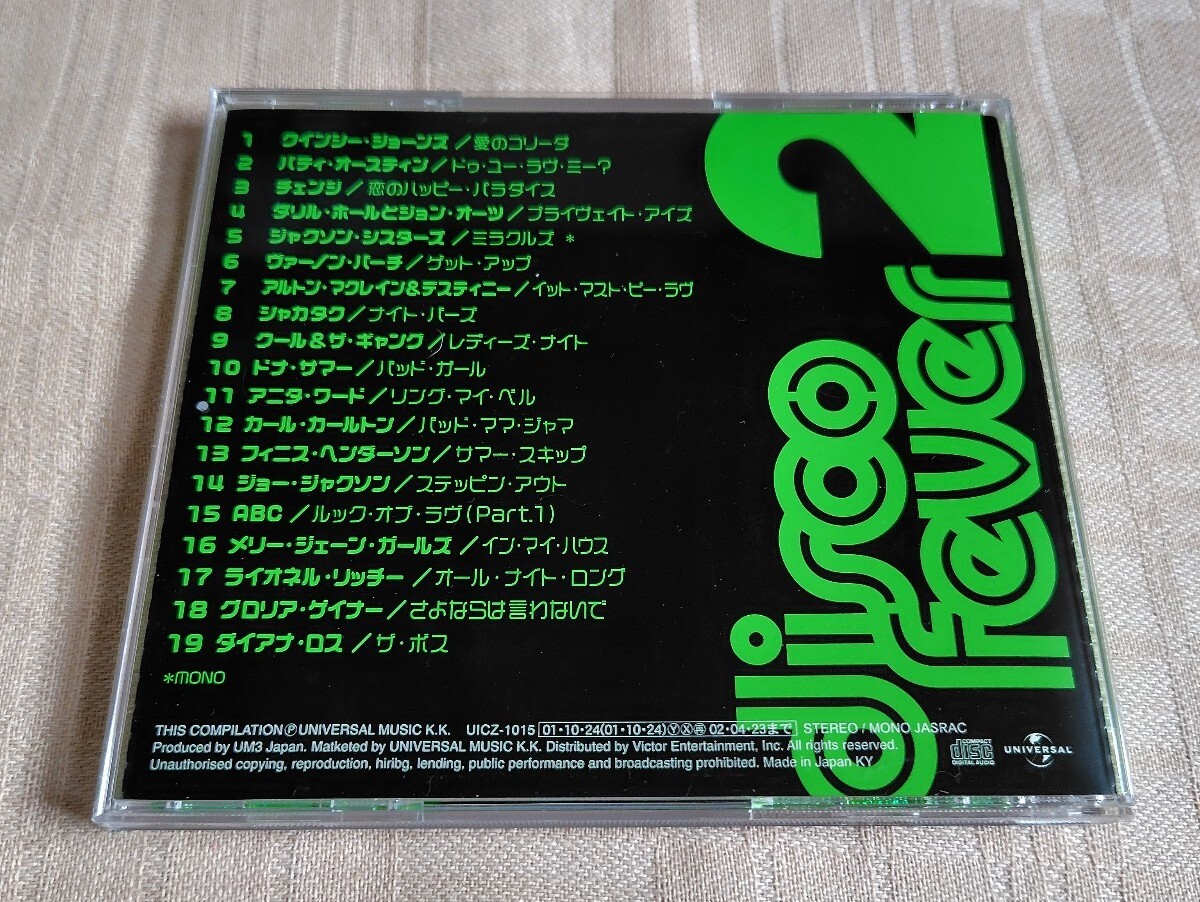 1 クインシー・ジョーンズ/愛のコリーダ
2 パティ・オースティン/ドゥ・ユー・ラヴ・ミー?
3 チェンジ/恋のハッピー・パラダイス
4 ダリル・ホールとジョン・オーツ/プライヴェイト・アイズ
5 ジャクソン・シスターズ/ミラクルズ *
6 ヴァーノン・バーチ/ゲット・アップ
7 アルトン・マクレイン&デスティニー/イット・マスト・ビー・ラヴ
8 シャカタク/ナイト・バーズ
9 クール&ザ・ギャング/レディーズ・ナイト
10 ドナ・サマー/バッド・ガール
11 アニタ・ワード/リング・マイ・ベル
12 カール・カールトン/バッド・ママ・ジャマ
13 フィニス・ヘンダーソン/サマー・スキップ
14 ジョー・ジャクソン/ステッピン・アウト
15 ABC/ルック・オブ・ラヴ(Part.1)
16 メリー・ジェーン・ガールズ/イン・マイ・ハウス
17 ライオネル・リッチー/オール・ナイト・ロング
18 グロリア・ゲイナー/さよならは言わないで
19 ダイアナ・ロス/ザ・ボス
*MONO
disco
fever
2
THIS COMPILATION Ⓟ UNIVERSAL MUSIC K.K. UICZ-1015 01・10・24(01・10・24)ⓎⓍ再 02・04・23まで STEREO / MONO JASRAC
Produced by UM3 Japan. Matketed by UNIVERSAL MUSIC K.K. Distributed by Victor Entertainment, Inc. All rights reserved.
Unauthorised copying, reproduction, hiribg, lending, public performance and broadcasting prohibited. Made in Japan KY
COMPACT
disc
DIGITAL AUDIO
UNIVERSAL